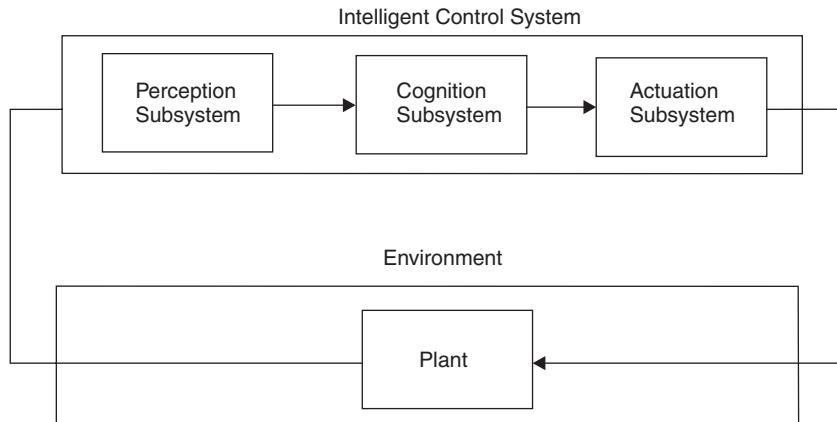 Intelligent Control System
Perception
Subsystem
Cognition
Subsystem
Actuation
Subsystem
Environment
Plant